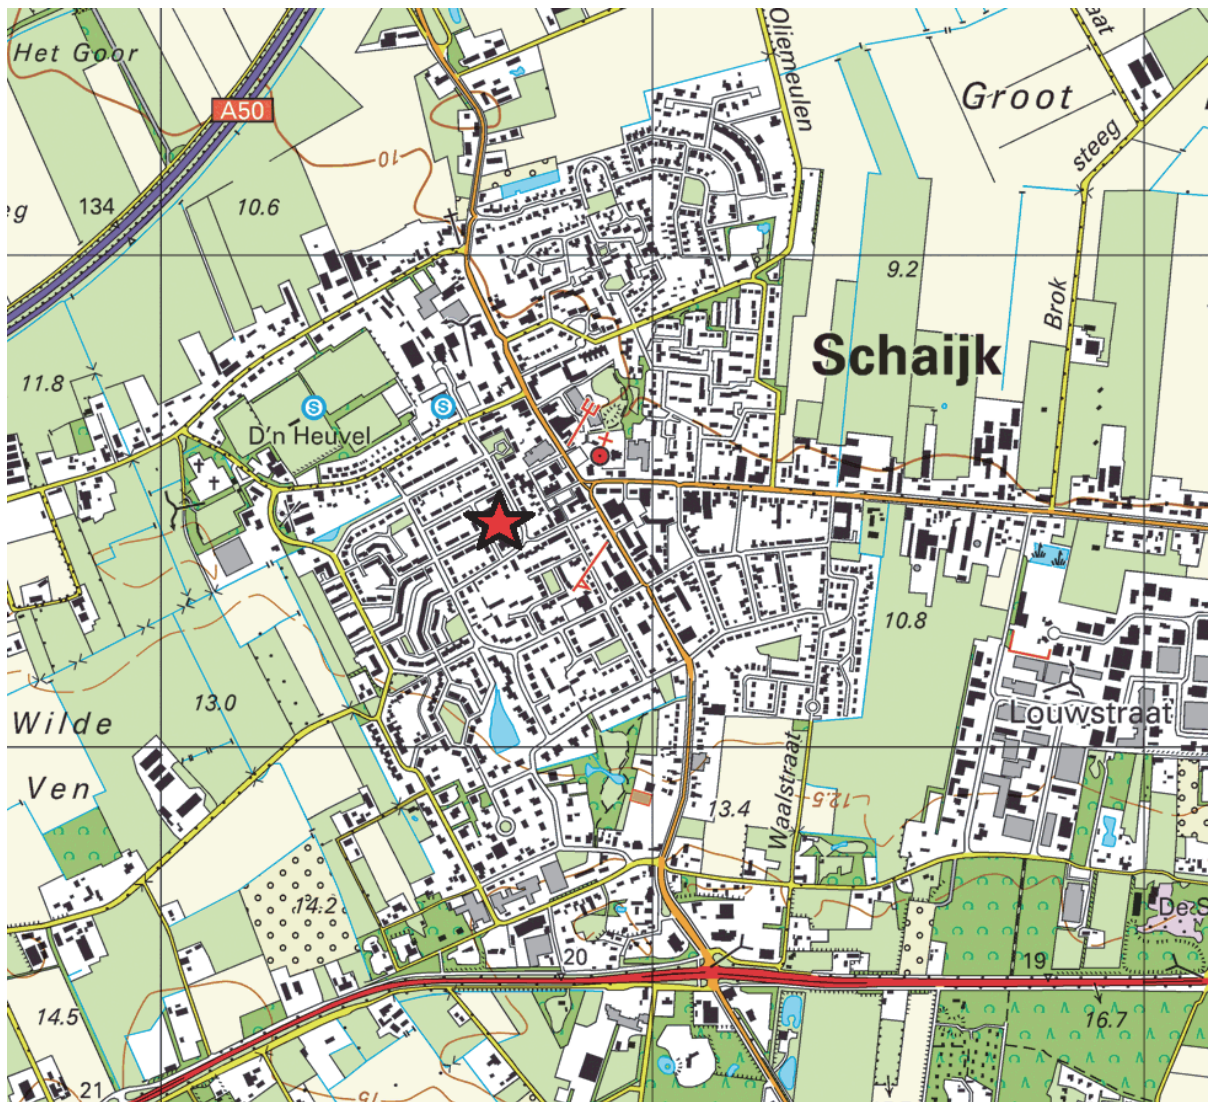 Het Goor
A50
Oliemeulen
Groot
steeg
10
134
10.6
9.2
Brok
Schaijk
11.8
S
S
D'n Heuvel
10.8
13.0
Wilde
Louwstraat
Ven
Waalstraat
13.4
12.5
14.2
De S
20
19
14.5
16.7
21
15